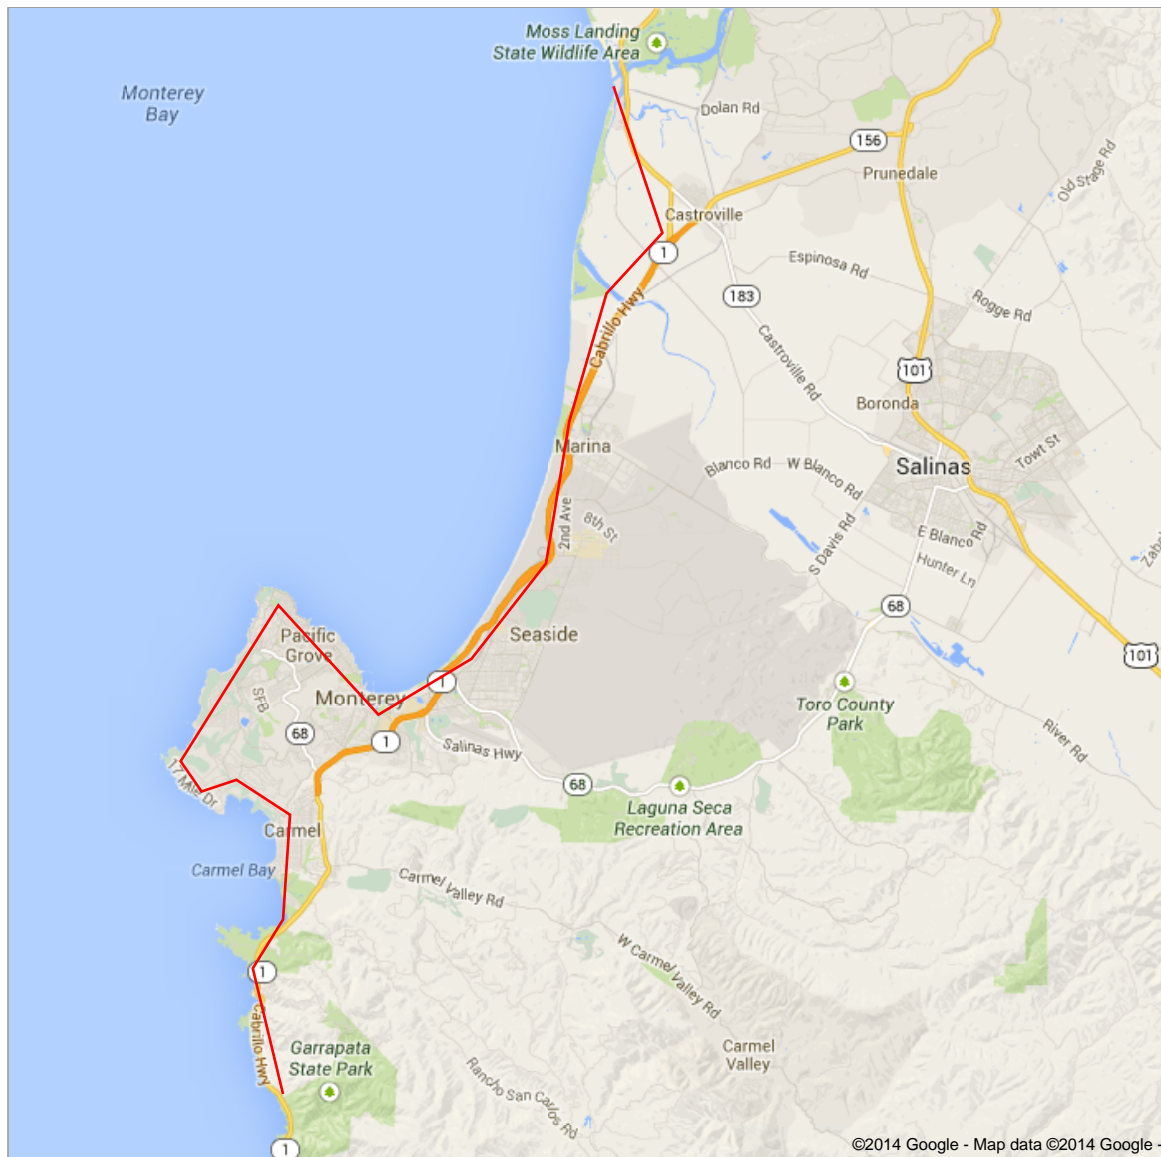 Moss Landing
State Wildlife Area
Monterey
Bay
Dolan Rd
156
Prunedale
Old Stage Rd
Castroville
1
Espinosa Rd
183
Rogge Rd
Cabrillo Hwy
Castroville Rd
101
Boronda
Marina
Towt St
Blanco Rd
W Blanco Rd
Salinas
2nd Ave
8th St
S Davis Rd
E Blanco Rd
Hunter Ln
68
Pacific
Grove
Seaside
101
1
SFB
Monterey
Toro County
Park
68
1
Salinas Hwy
River Rd
17 Mile Dr
68
Laguna Seca
Recreation Area
Carmel
Carmel Bay
Carmel Valley Rd
W Carmel Valley Rd
1
Cabrillo Hwy
Garrapata
State Park
Carmel
Valley
Rancho San Carlos Rd
1
©2014 Google - Map data ©2014 Google -